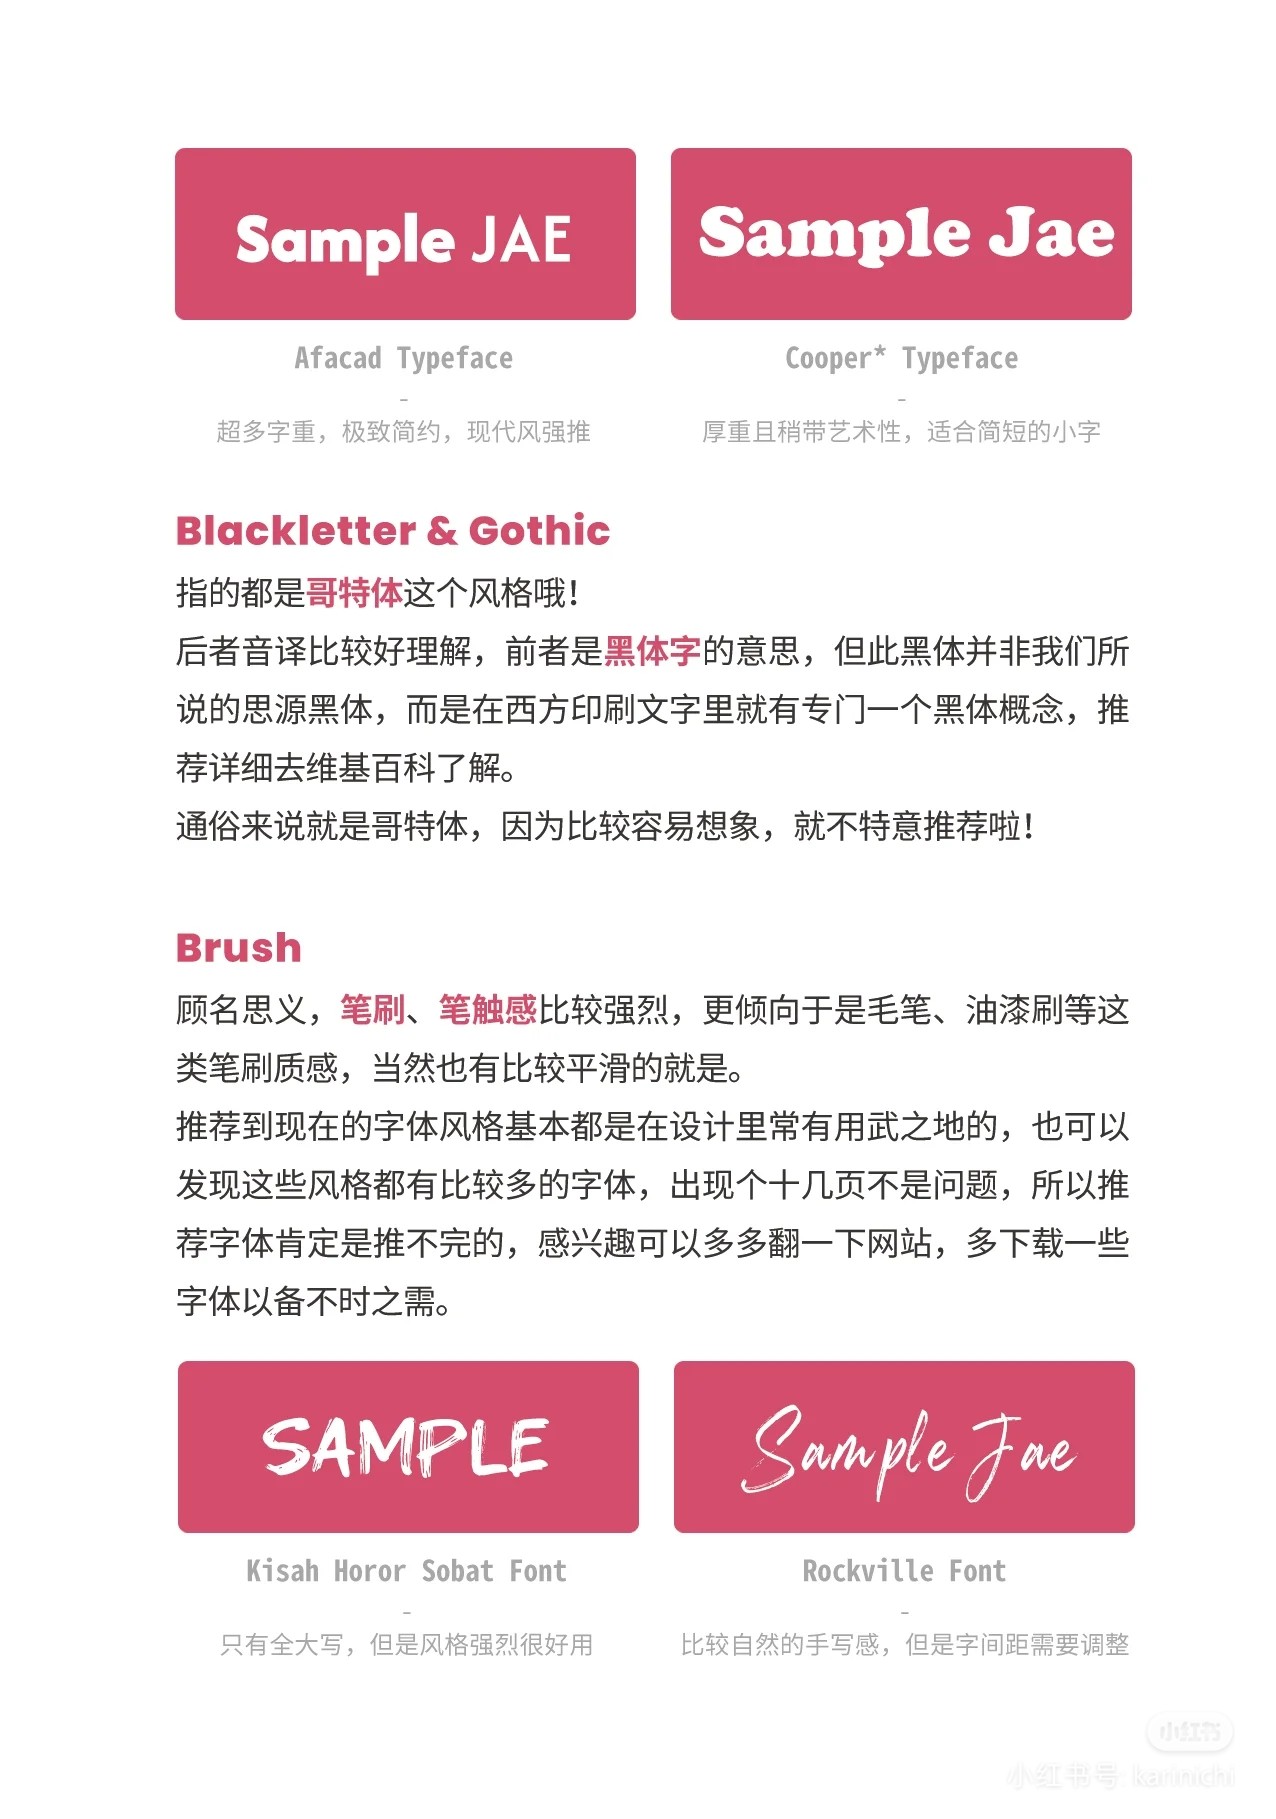 Sample JAE
Sample Jae
Afacad Typeface
Cooper* Typeface
-
-
超多字重，极致简约，现代风强推
厚重且稍带艺术性，适合简短的小字
Blackletter & Gothic
指的都是哥特体这个风格哦！
后者音译比较好理解，前者是黑体字的意思，但此黑体并非我们所
说的思源黑体，而是在西方印刷文字里就有专门一个黑体概念，推
荐详细去维基百科了解。
通俗来说就是哥特体，因为比较容易想象，就不特意推荐啦！
Brush
顾名思义，笔刷、笔触感比较强烈，更倾向于是毛笔、油漆刷等这
类笔刷质感，当然也有比较平滑的就是。
推荐到现在的字体风格基本都是在设计里常有用武之地的，也可以
发现这些风格都有比较多的字体，出现个十几页不是问题，所以推
荐字体肯定是推不完的，感兴趣可以多多翻一下网站，多下载一些
字体以备不时之需。
SAMPLE
Sample Jae
Kisah Horor Sobat Font
Rockville Font
-
-
只有全大写，但是风格强烈很好用
比较自然的手写感，但是字间距需要调整
小红书
小红书号: karinichi